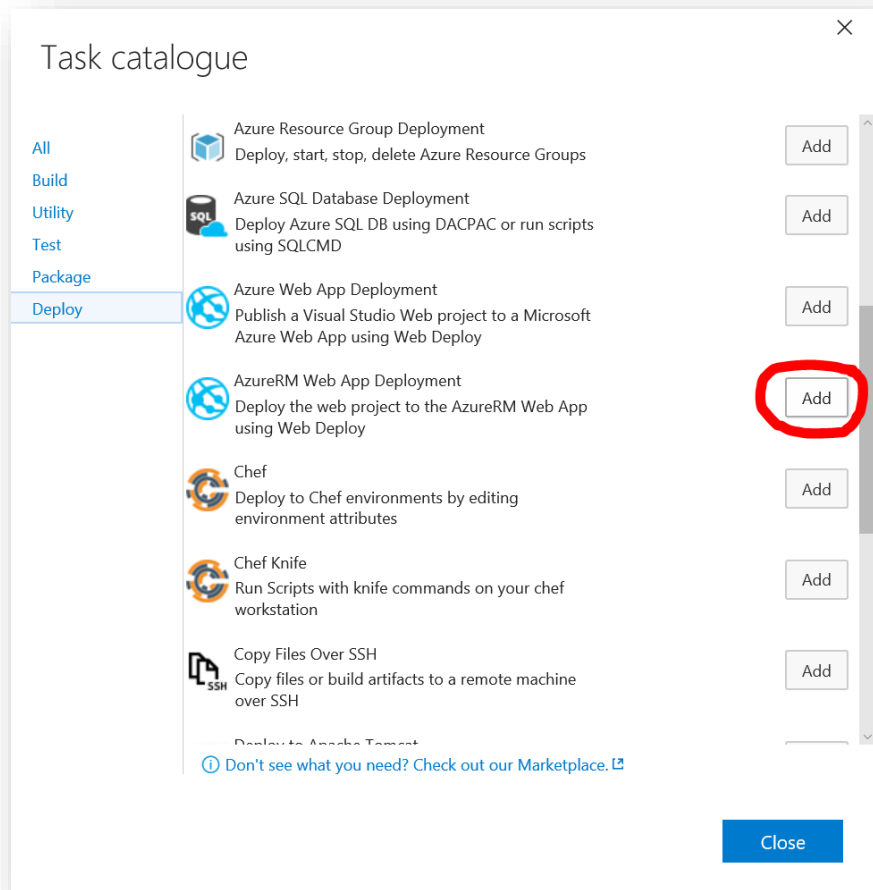 Task catalogue
All
Build
Utility
Test
Package
Deploy
Azure Resource Group Deployment
Deploy, start, stop, delete Azure Resource Groups
Add
Azure SQL Database Deployment
Deploy Azure SQL DB using DACPAC or run scripts
using SQLCMD
Add
SQL
Azure Web App Deployment
Publish a Visual Studio Web project to a Microsoft
Azure Web App using Web Deploy
Add
AzureRM Web App Deployment
Deploy the web project to the AzureRM Web App
using Web Deploy
Add
Chef
Deploy to Chef environments by editing
environment attributes
Add
Chef Knife
Run Scripts with knife commands on your chef
workstation
Add
Copy Files Over SSH
Copy files or build artifacts to a remote machine
over SSH
Add
SSH
Deploy to Apache Tomcat
Don't see what you need? Check out our Marketplace.
Close